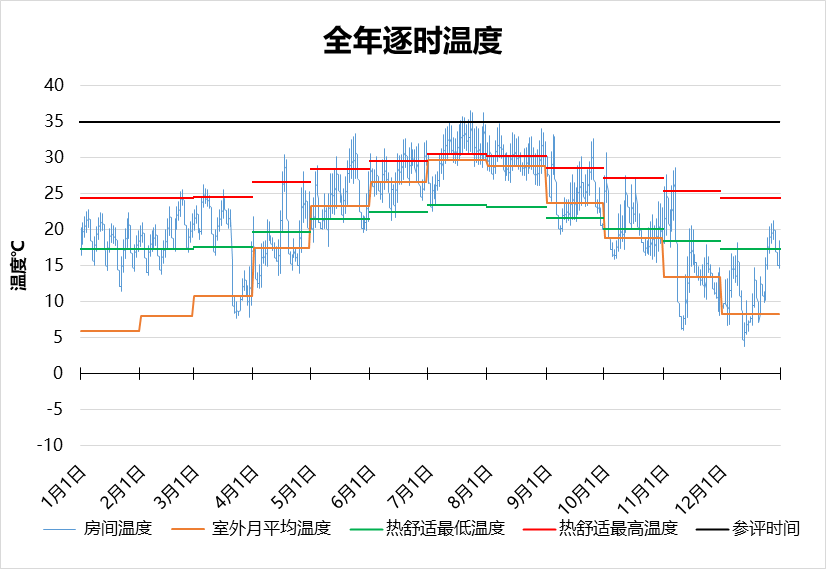 全年逐时温度
40
35
30
25
20
15
10
5
0
-5
-10
温度℃
1月1日
2月1日
3月1日
4月1日
5月1日
6月1日
7月1日
8月1日
9月1日
10月1日
11月1日
12月1日
房间温度 室外月平均温度 热舒适最低温度 热舒适最高温度 参评时间